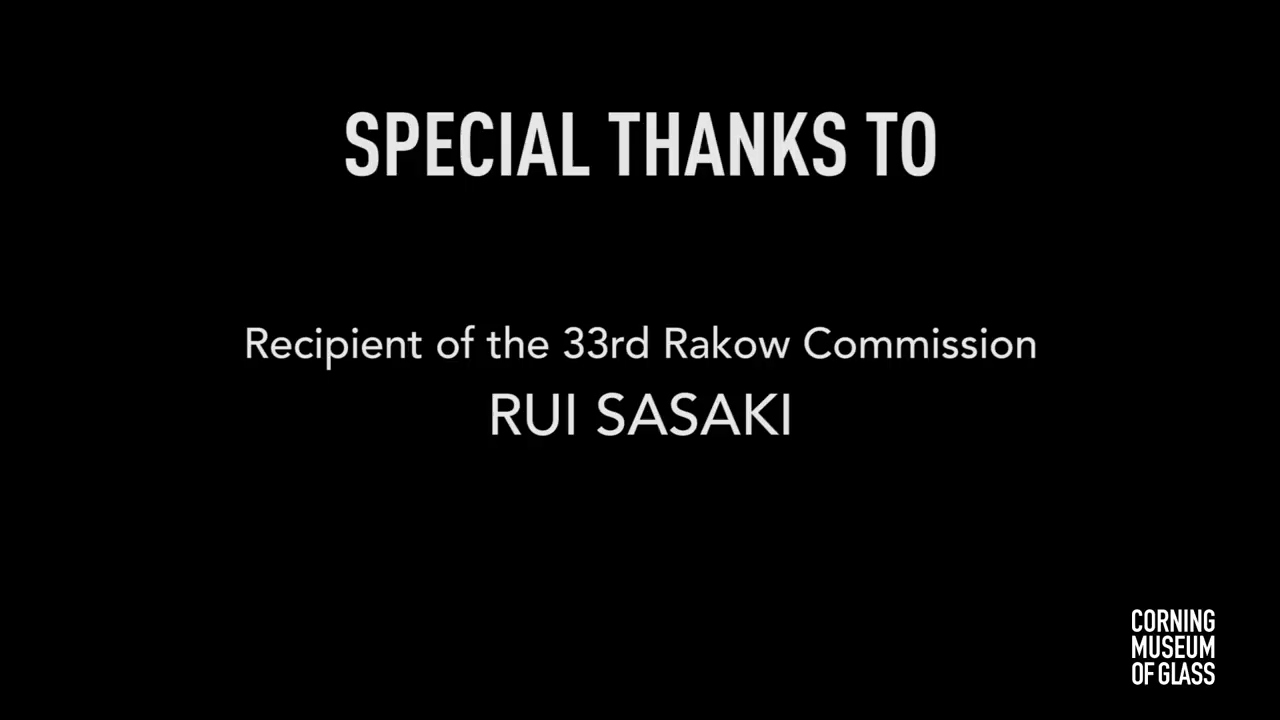 SPECIAL THANKS TO
Recipient of the 33rd Rakow Commission
RUI SASAKI
CORNING
MUSEUM
OF GLASS